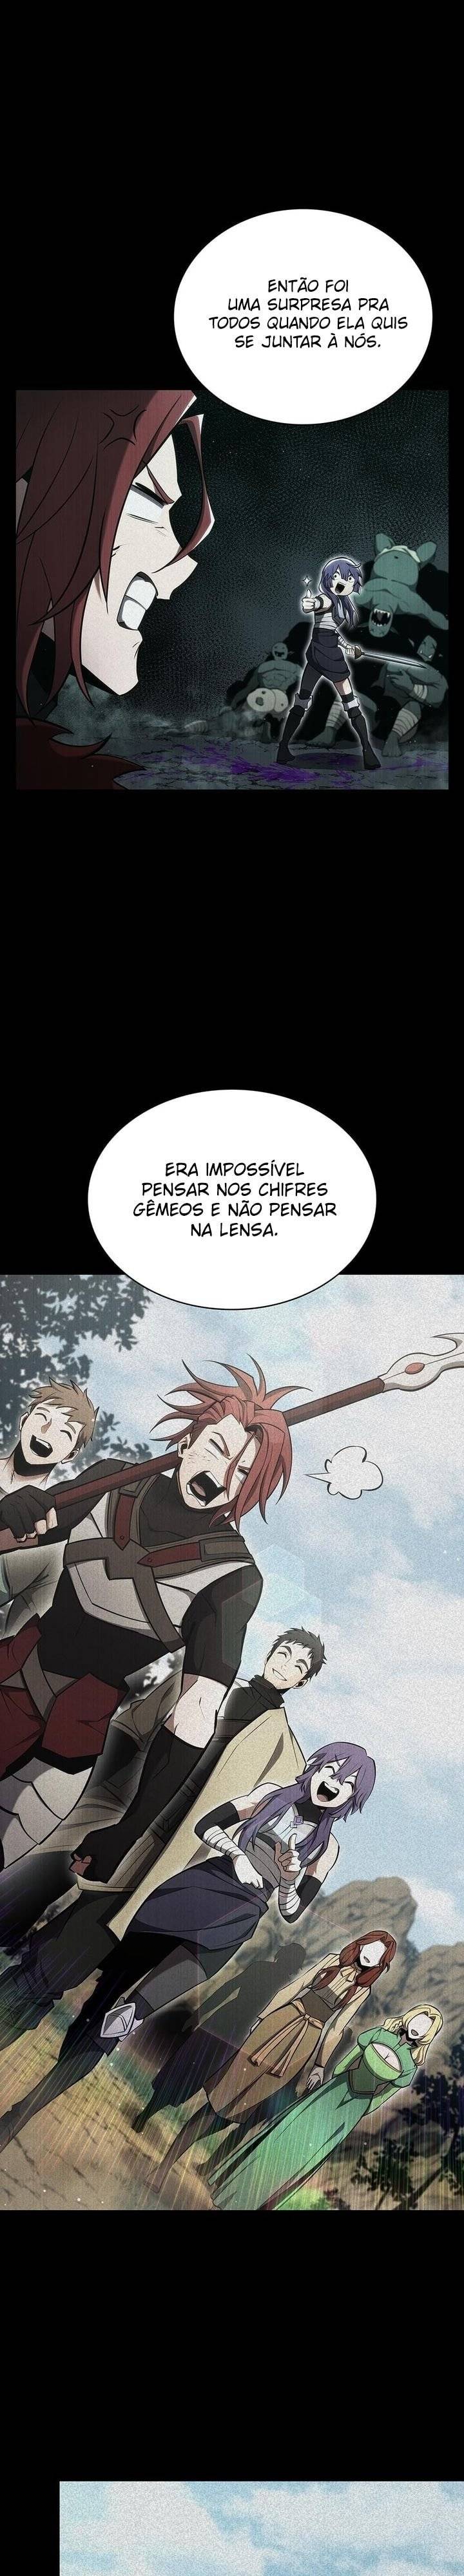 ENTÃO FOI
UMA SURPRESA PRA
TODOS QUANDO ELA QUIS
SE JUNTAR À NÓS.
ERA IMPOSSÍVEL
PENSAR NOS CHIFRES
GÊMEOS E NÃO PENSAR
NA LENSA.